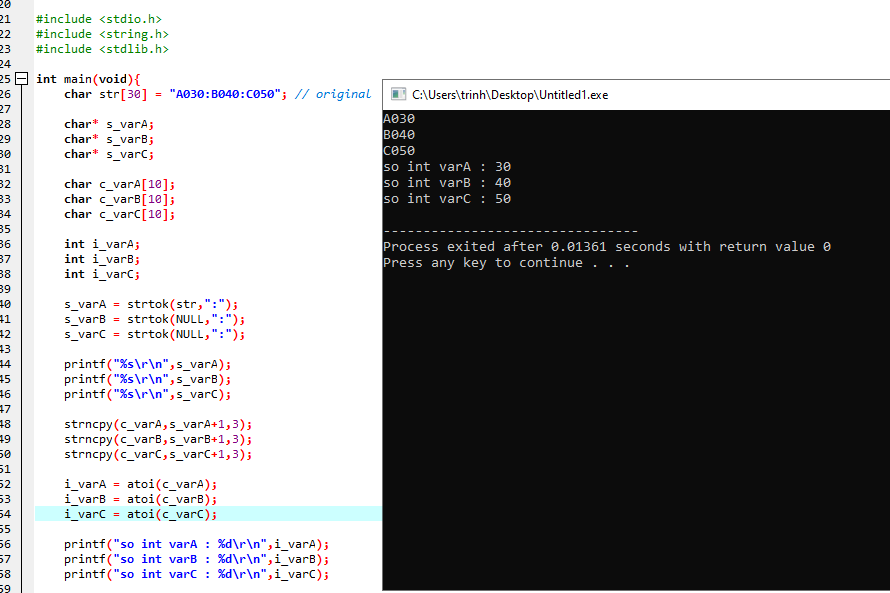 20
21 #include <stdio.h>
22 #include <string.h>
23 #include <stdlib.h>
24
25 int main(void){
26 char str[30] = "A030:B040:C050"; // original
27
28 char* s_varA;
29 char* s_varB;
30 char* s_varC;
31
32 char c_varA[10];
33 char c_varB[10];
34 char c_varC[10];
35
36 int i_varA;
37 int i_varB;
38 int i_varC;
39
40 s_varA = strtok(str,":");
41 s_varB = strtok(NULL,":");
42 s_varC = strtok(NULL,":");
43
44 printf("%s\r\n",s_varA);
45 printf("%s\r\n",s_varB);
46 printf("%s\r\n",s_varC);
47
48 strncpy(c_varA,s_varA+1,3);
49 strncpy(c_varB,s_varB+1,3);
50 strncpy(c_varC,s_varC+1,3);
51
52 i_varA = atoi(c_varA);
53 i_varB = atoi(c_varB);
54 i_varC = atoi(c_varC);
55
56 printf("so int varA : %d\r\n",i_varA);
57 printf("so int varB : %d\r\n",i_varB);
58 printf("so int varC : %d\r\n",i_varC);
59
C:\Users\trinh\Desktop\Untitled1.exe
A030
B040
C050
so int varA : 30
so int varB : 40
so int varC : 50
--------------------------------
Process exited after 0.01361 seconds with return value 0
Press any key to continue . . .